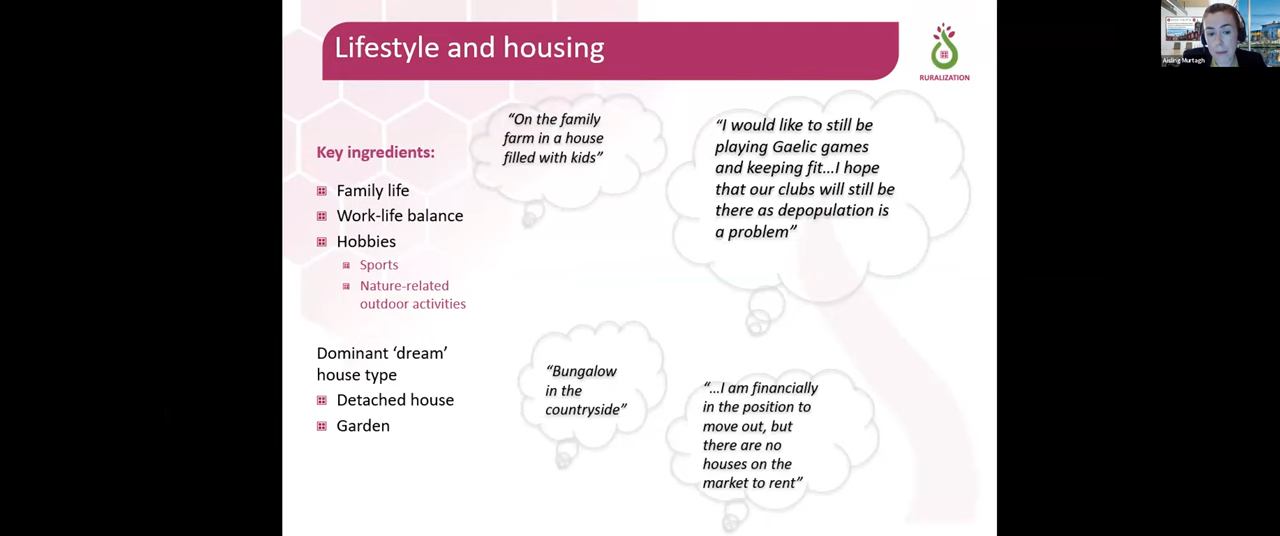 Lifestyle and housing
RURALIZATION
Aisling Murtagh
Key ingredients:
Family life
Work-life balance
Hobbies
Sports
Nature-related
outdoor activities
Dominant ‘dream’
house type
Detached house
Garden
“On the family
farm in a house
filled with kids”
“I would like to still be
playing Gaelic games
and keeping fit…I hope
that our clubs will still be
there as depopulation is
a problem”
“Bungalow
in the
countryside”
“…I am financially
in the position to
move out, but
there are no
houses on the
market to rent”